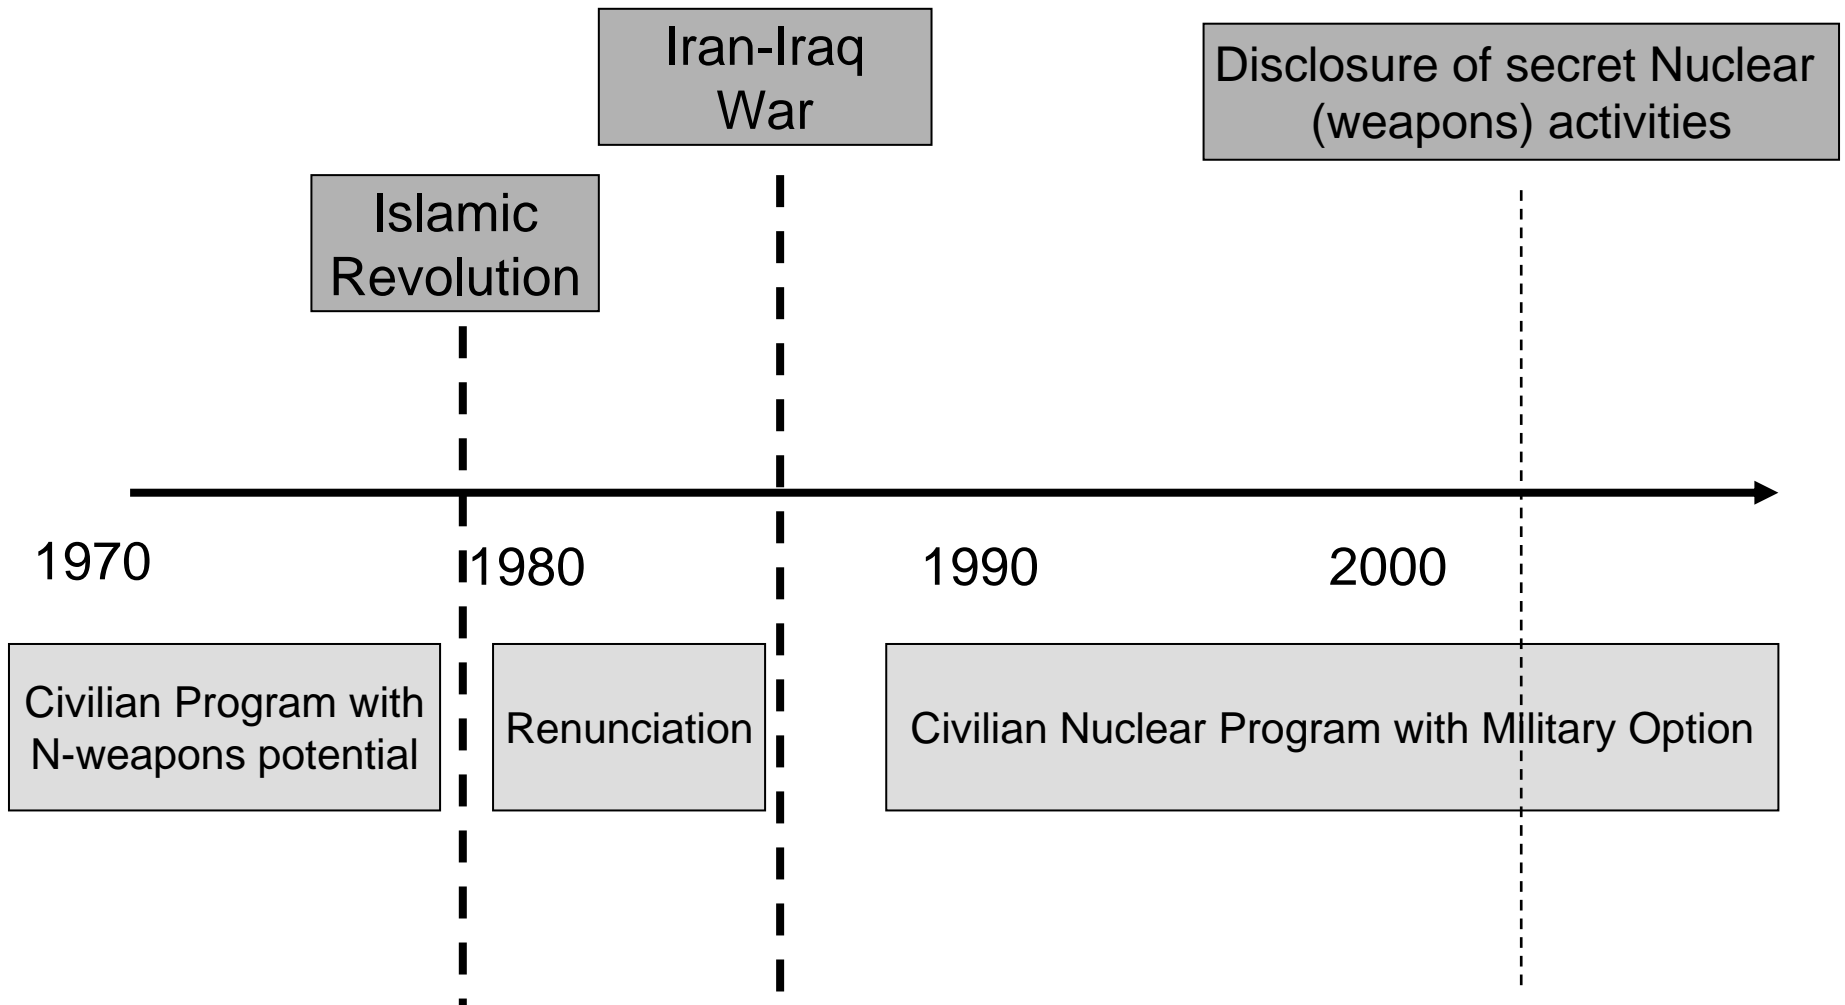 Iran-Iraq
War
Disclosure of secret Nuclear
(weapons) activities
Islamic
Revolution
1970
1980
1990
2000
Civilian Program with
N-weapons potential
Renunciation
Civilian Nuclear Program with Military Option